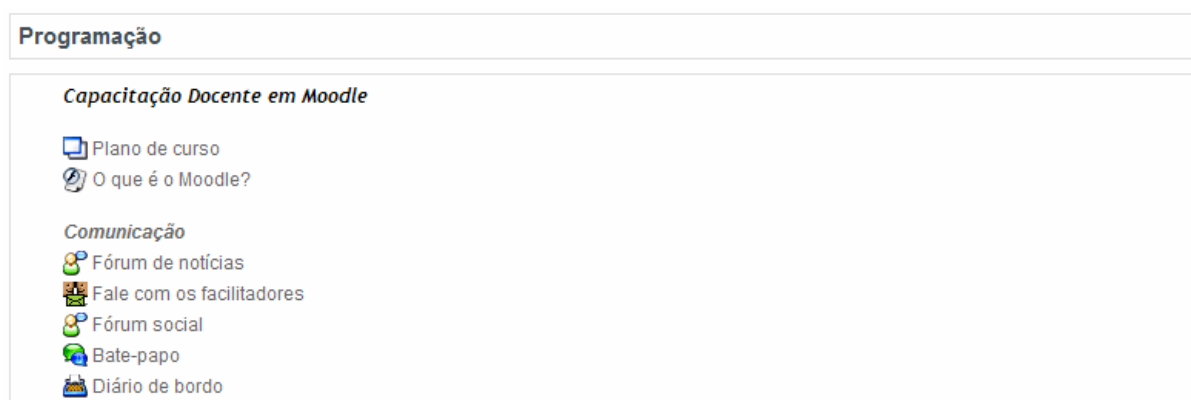 Programação
Capacitação Docente em Moodle
Plano de curso
O que é o Moodle?
Comunicação
Fórum de notícias
Fale com os facilitadores
Fórum social
Bate-papo
Diário de bordo